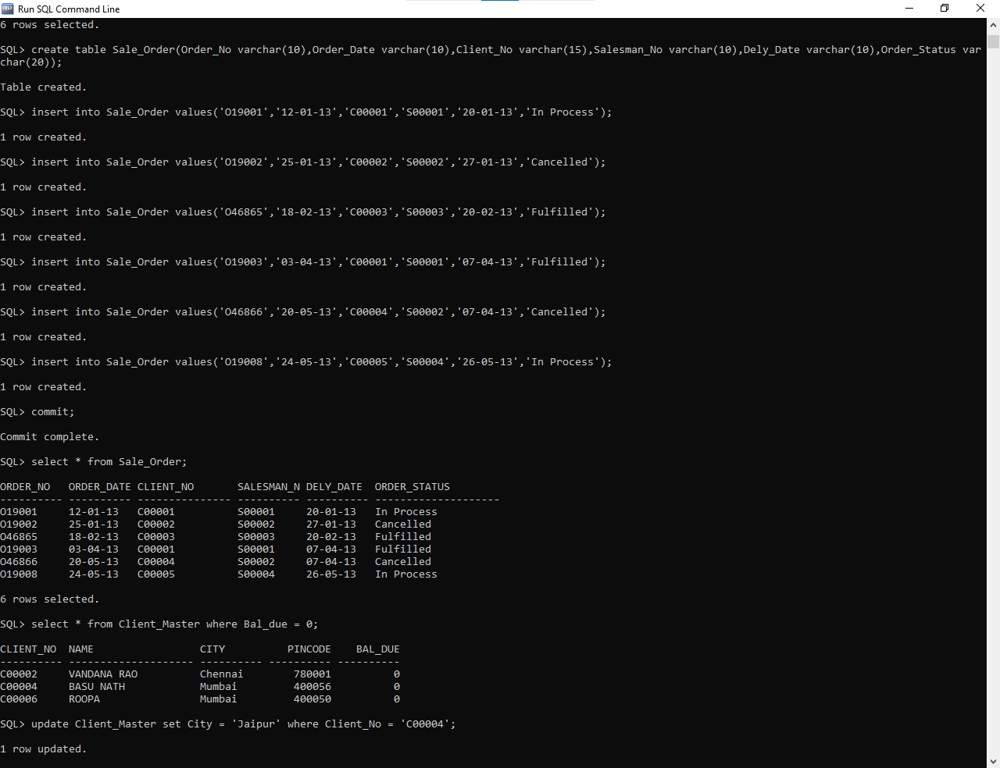 Run SQL Command Line
6 rows selected.
SQL> create table Sale_Order(Order_No varchar(10),Order_Date varchar(10),Client_No varchar(15),Salesman_No varchar(10),Dely_Date varchar(10),Order_Status var
char(20));
Table created.
SQL> insert into Sale_Order values('O19001','12-01-13','C00001','S00001','20-01-13','In Process');
1 row created.
SQL> insert into Sale_Order values('O19002','25-01-13','C00002','S00002','27-01-13','Cancelled');
1 row created.
SQL> insert into Sale_Order values('O46865','18-02-13','C00003','S00003','20-02-13','Fulfilled');
1 row created.
SQL> insert into Sale_Order values('O19003','03-04-13','C00001','S00001','07-04-13','Fulfilled');
1 row created.
SQL> insert into Sale_Order values('O46866','20-05-13','C00004','S00002','07-04-13','Cancelled');
1 row created.
SQL> insert into Sale_Order values('O19008','24-05-13','C00005','S00004','26-05-13','In Process');
1 row created.
SQL> commit;
Commit complete.
SQL> select * from Sale_Order;
ORDER_NO   ORDER_DATE CLIENT_NO       SALESMAN_N DELY_DATE  ORDER_STATUS
---------- ---------- --------------- ---------- ---------- --------------------
O19001     12-01-13   C00001          S00001     20-01-13   In Process
O19002     25-01-13   C00002          S00002     27-01-13   Cancelled
O46865     18-02-13   C00003          S00003     20-02-13   Fulfilled
O19003     03-04-13   C00001          S00001     07-04-13   Fulfilled
O46866     20-05-13   C00004          S00002     07-04-13   Cancelled
O19008     24-05-13   C00005          S00004     26-05-13   In Process
6 rows selected.
SQL> select * from Client_Master where Bal_due = 0;
CLIENT_NO  NAME                 CITY          PINCODE    BAL_DUE
---------- -------------------- ---------- ---------- ----------
C00002     VANDANA RAO          Chennai        780001          0
C00004     BASU NATH            Mumbai         400056          0
C00006     ROOPA                Mumbai         400050          0
SQL> update Client_Master set City = 'Jaipur' where Client_No = 'C00004';
1 row updated.